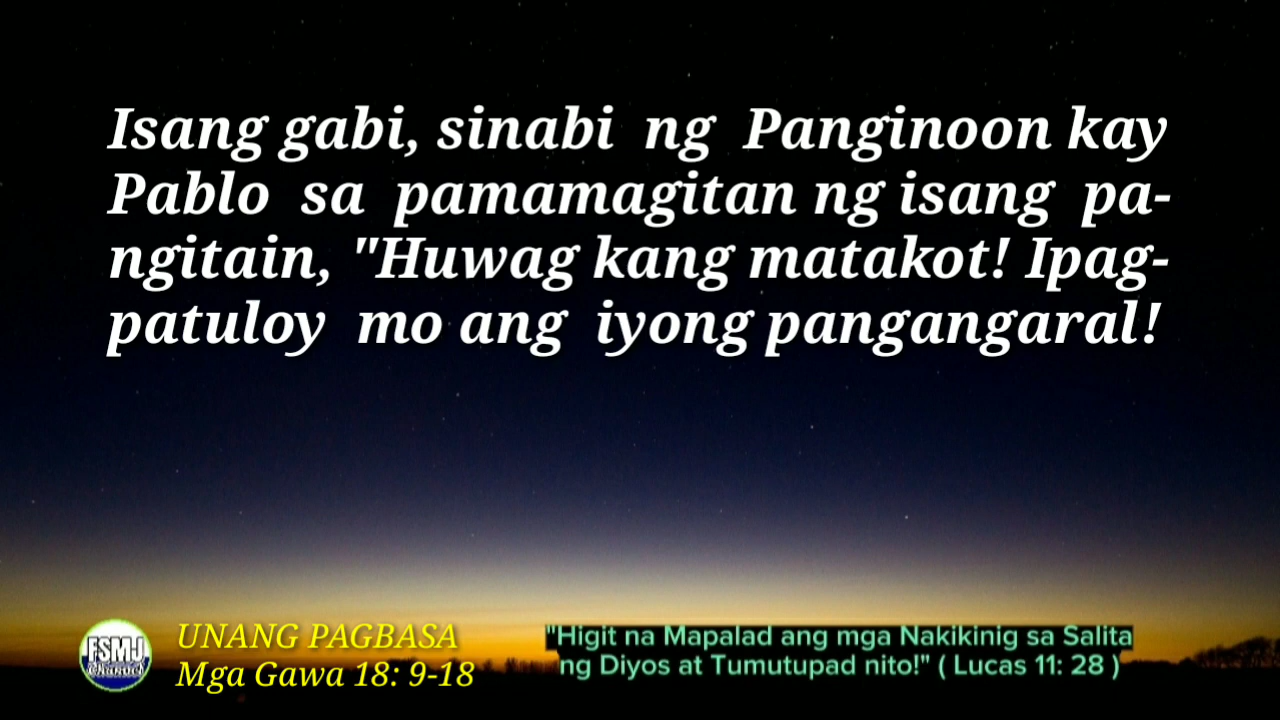 Isang gabi, sinabi ng Panginoon kay
Pablo sa pamamagitan ng isang pa-
ngitain, "Huwag kang matakot! Ipag-
patuloy mo ang iyong pangangaral!
FSMJ
Channel
UNANG PAGBASA
Mga Gawa 18: 9-18
"Higit na Mapalad ang mga Nakikinig sa Salita
ng Diyos at Tumutupad nito!" ( Lucas 11: 28 )